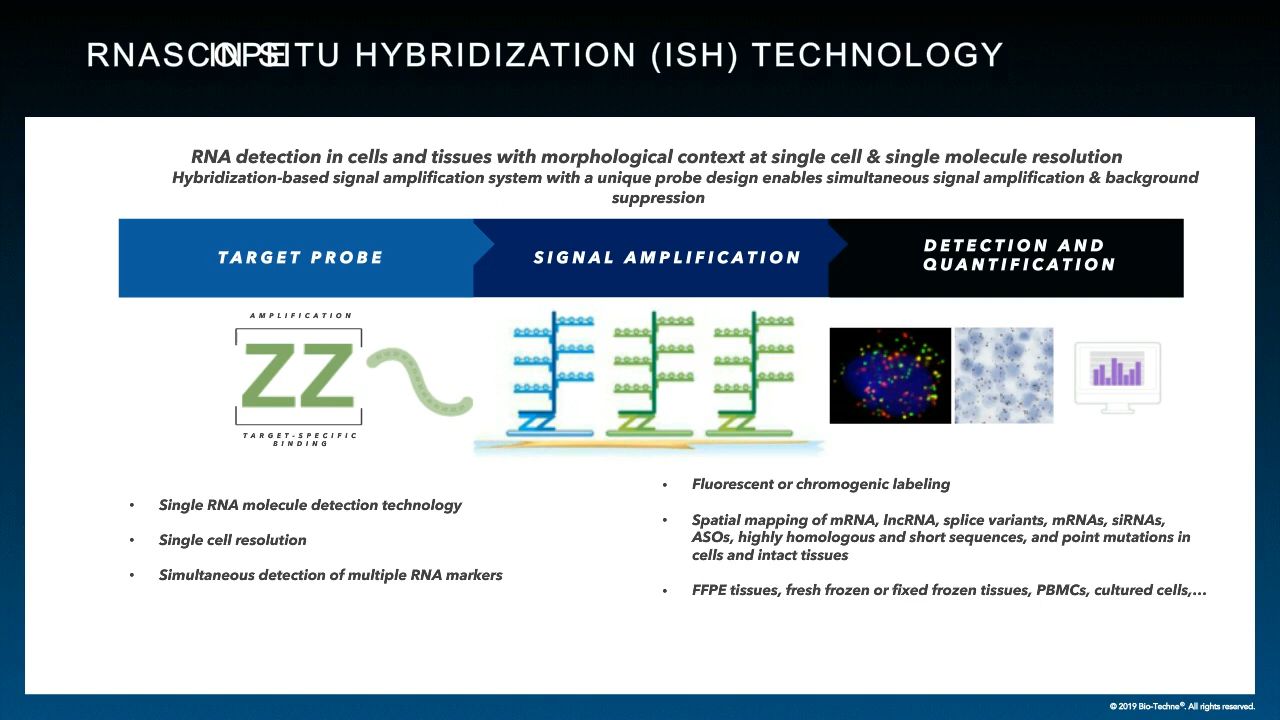 RNASCOPE IN SITU HYBRIDIZATION (ISH) TECHNOLOGY
RNA detection in cells and tissues with morphological context at single cell & single molecule resolution
Hybridization-based signal amplification system with a unique probe design enables simultaneous signal amplification & background
suppression
TARGET PROBE
SIGNAL AMPLIFICATION
DETECTION AND
QUANTIFICATION
AMPLIFICATION
ZZ
TARGET-SPECIFIC
BINDING
• Single RNA molecule detection technology
• Single cell resolution
• Simultaneous detection of multiple RNA markers
• Fluorescent or chromogenic labeling
• Spatial mapping of mRNA, lncRNA, splice variants, mRNAs, siRNAs,
ASOs, highly homologous and short sequences, and point mutations in
cells and intact tissues
• FFPE tissues, fresh frozen or fixed frozen tissues, PBMCs, cultured cells,...
© 2019 Bio-Techne®. All rights reserved.